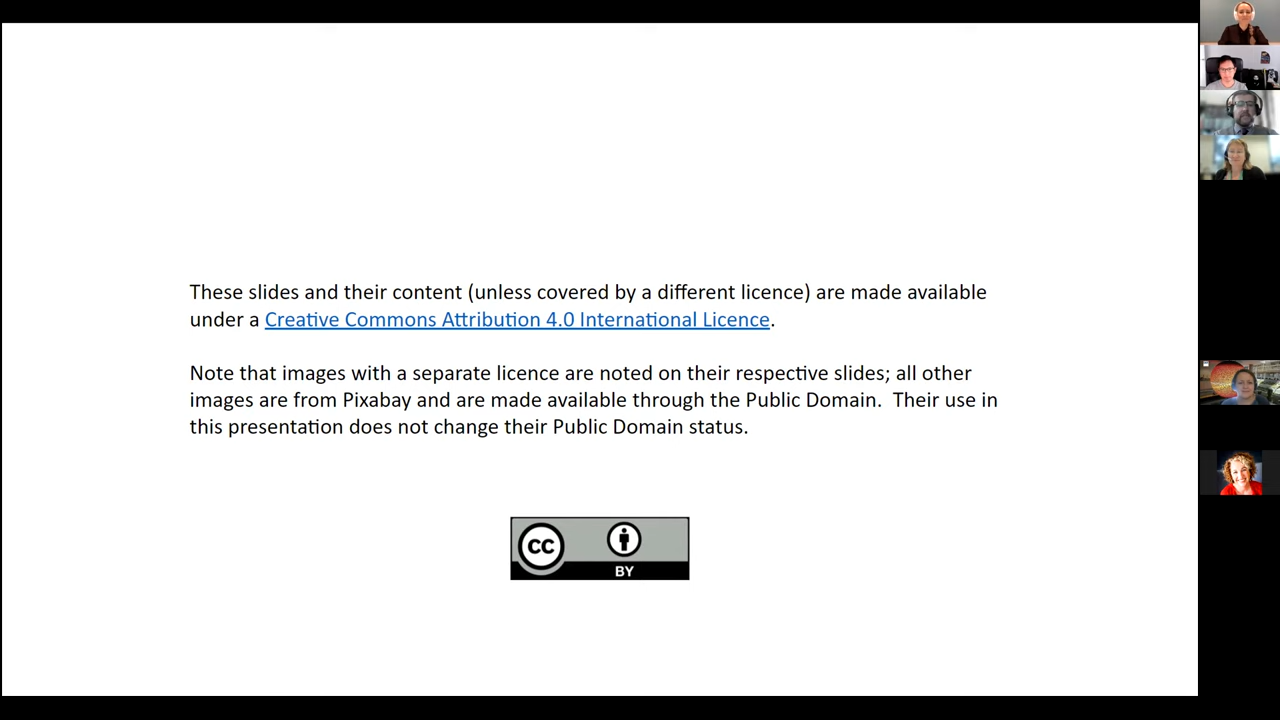 These slides and their content (unless covered by a different licence) are made available
under a Creative Commons Attribution 4.0 International Licence.
Note that images with a separate licence are noted on their respective slides; all other
images are from Pixabay and are made available through the Public Domain.  Their use in
this presentation does not change their Public Domain status.
CC
BY